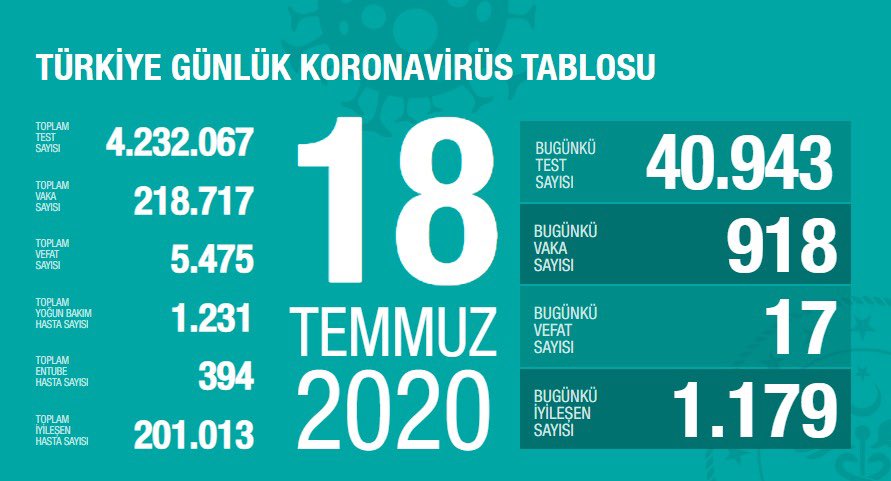 TÜRKİYE GÜNLÜK KORONAVİRÜS TABLOSU
TOPLAM
TEST
SAYISI
4.232.067
TOPLAM
VAKA
SAYISI
218.717
TOPLAM
VEFAT
SAYISI
5.475
TOPLAM
YOĞUN BAKIM
HASTA SAYISI
1.231
TOPLAM
ENTUBE
HASTA SAYISI
394
TOPLAM
İYİLEŞEN
HASTA SAYISI
201.013
18
TEMMUZ
2020
BUGÜNKÜ
TEST
SAYISI
40.943
BUGÜNKÜ
VAKA
SAYISI
918
BUGÜNKÜ
VEFAT
SAYISI
17
BUGÜNKÜ
İYİLEŞEN
SAYISI
1.179